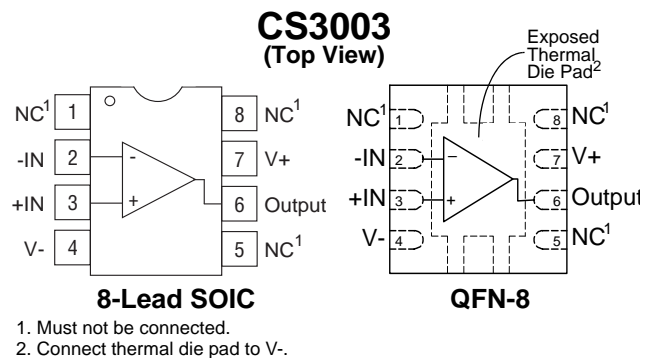 CS3003
(Top View)
Exposed
Thermal
Die Pad2
NC1 1 8 NC1
-IN 2 - 7 V+
+IN 3 + 6 Output
V- 4 5 NC1
8-Lead SOIC
NC1 1 8 NC1
-IN 2 – 7 V+
+IN 3 + 6 Output
V- 4 5 NC1
QFN-8
1. Must not be connected.
2. Connect thermal die pad to V-.